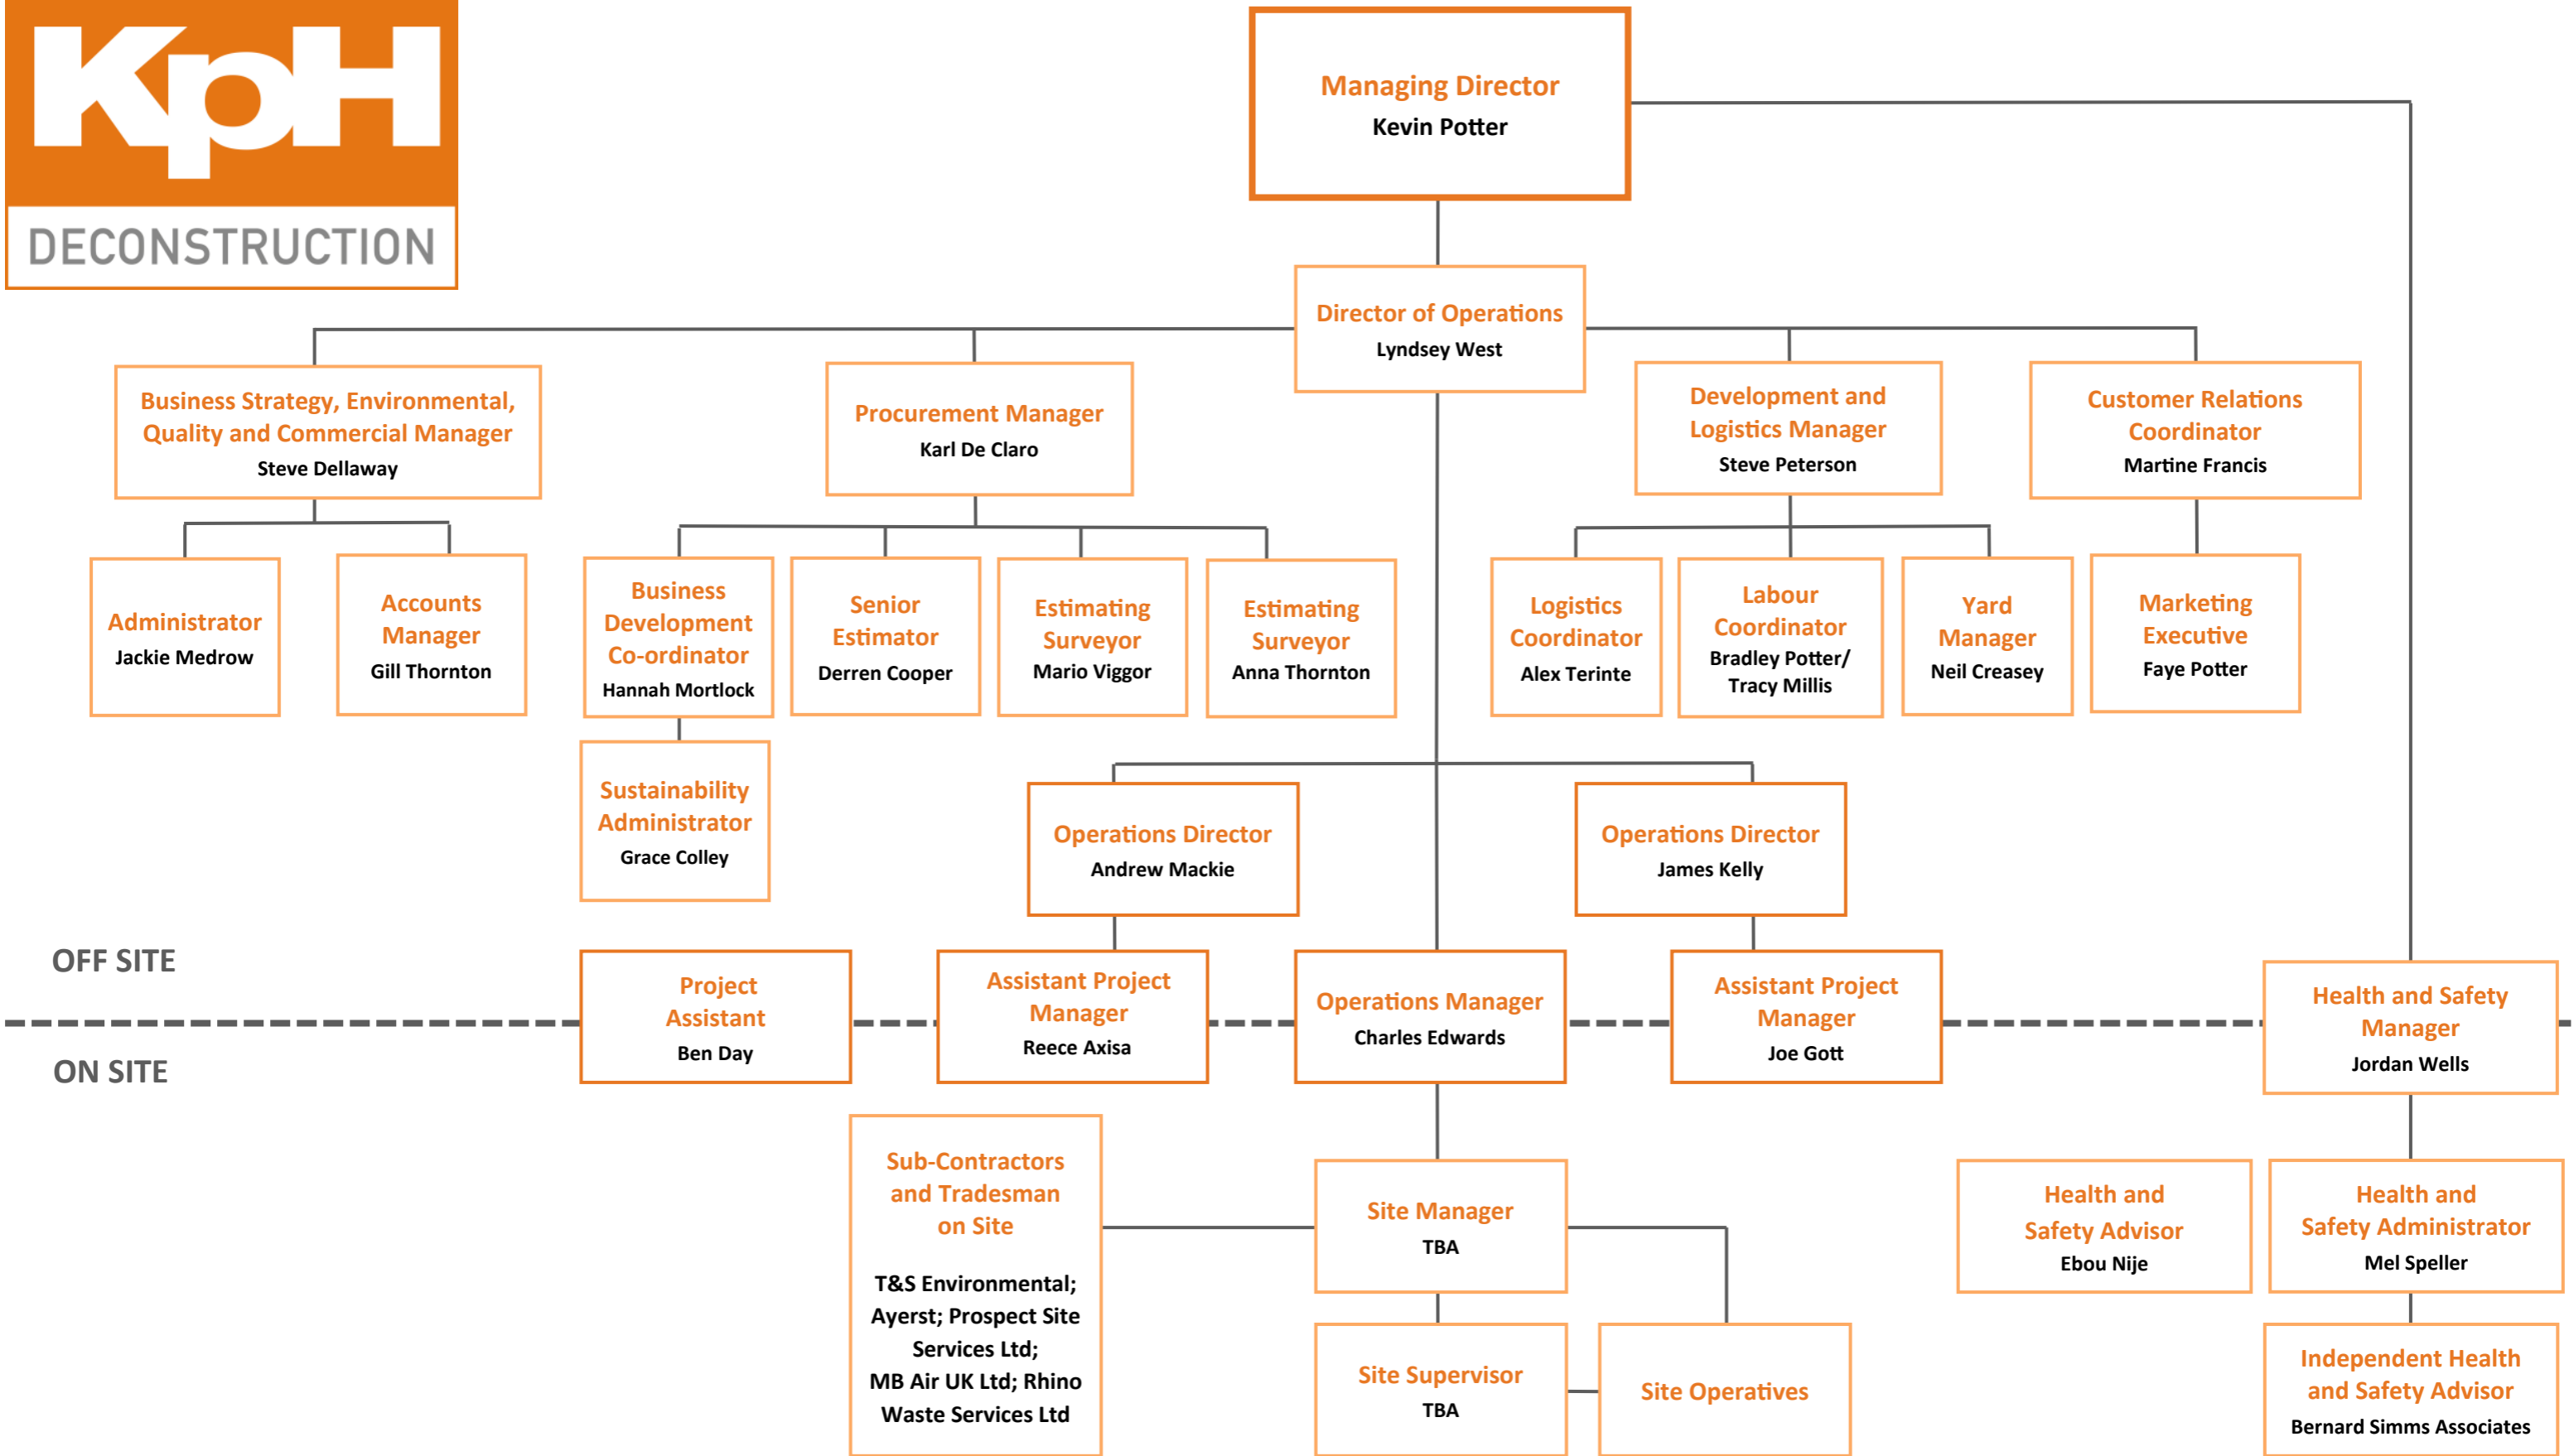 KpH
DECONSTRUCTION
Managing Director
Kevin Potter
Director of Operations
Lyndsey West
Business Strategy, Environmental,
Quality and Commercial Manager
Steve Dellaway
Procurement Manager
Karl De Claro
Development and
Logistics Manager
Steve Peterson
Customer Relations
Coordinator
Martine Francis
Administrator
Jackie Medrow
Accounts
Manager
Gill Thornton
Business
Development
Co-ordinator
Hannah Mortlock
Senior
Estimator
Derren Cooper
Estimating
Surveyor
Mario Viggor
Estimating
Surveyor
Anna Thornton
Logistics
Coordinator
Alex Terinte
Labour
Coordinator
Bradley Potter/
Tracy Millis
Yard
Manager
Neil Creasey
Marketing
Executive
Faye Potter
Sustainability
Administrator
Grace Colley
Operations Director
Andrew Mackie
Operations Director
James Kelly
OFF SITE
ON SITE
Project
Assistant
Ben Day
Assistant Project
Manager
Reece Axisa
Operations Manager
Charles Edwards
Assistant Project
Manager
Joe Gott
Health and Safety
Manager
Jordan Wells
Sub-Contractors
and Tradesman
on Site
T&S Environmental;
Ayerst; Prospect Site
Services Ltd;
MB Air UK Ltd; Rhino
Waste Services Ltd
Site Manager
TBA
Health and
Safety Advisor
Ebou Nije
Health and
Safety Administrator
Mel Speller
Site Supervisor
TBA
Site Operatives
Independent Health
and Safety Advisor
Bernard Simms Associates